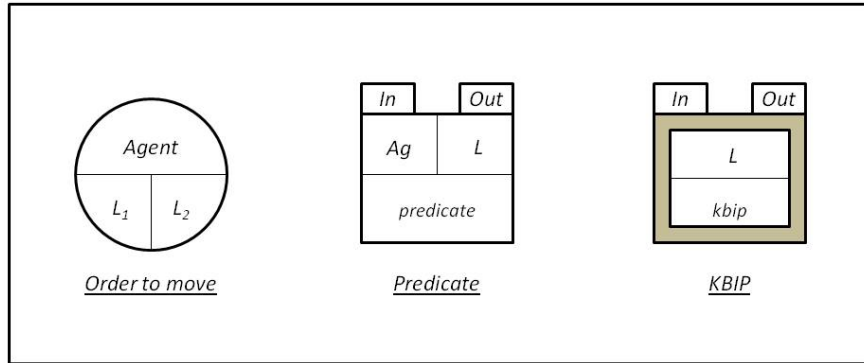 In Out In Out
Agent Ag L L
L1 L2 predicate kbip
Order to move Predicate KBIP